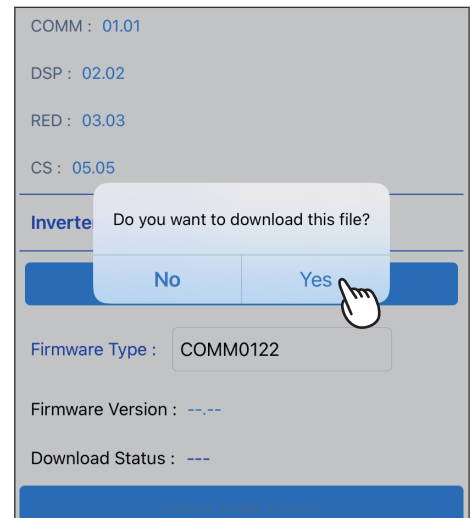 COMM : 01.01
DSP : 02.02
RED : 03.03
CS : 05.05
Inverte
Do you want to download this file?
No Yes
Firmware Type : COMM0122
Firmware Version : --.--
Download Status : ---